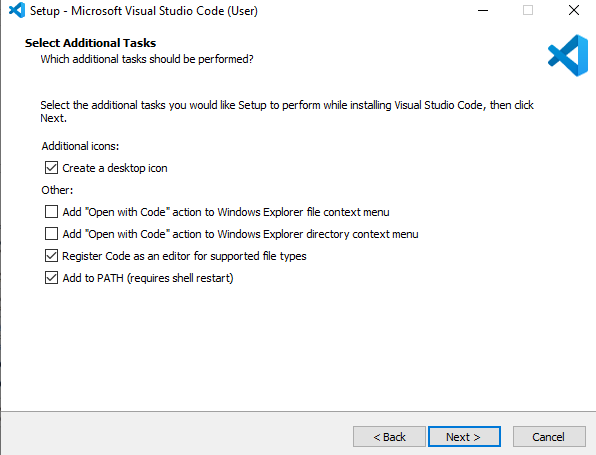 Setup - Microsoft Visual Studio Code (User)
Select Additional Tasks
Which additional tasks should be performed?
Select the additional tasks you would like Setup to perform while installing Visual Studio Code, then click
Next.
Additional icons:
Create a desktop icon
Other:
Add "Open with Code" action to Windows Explorer file context menu
Add "Open with Code" action to Windows Explorer directory context menu
Register Code as an editor for supported file types
Add to PATH (requires shell restart)
< Back Next > Cancel